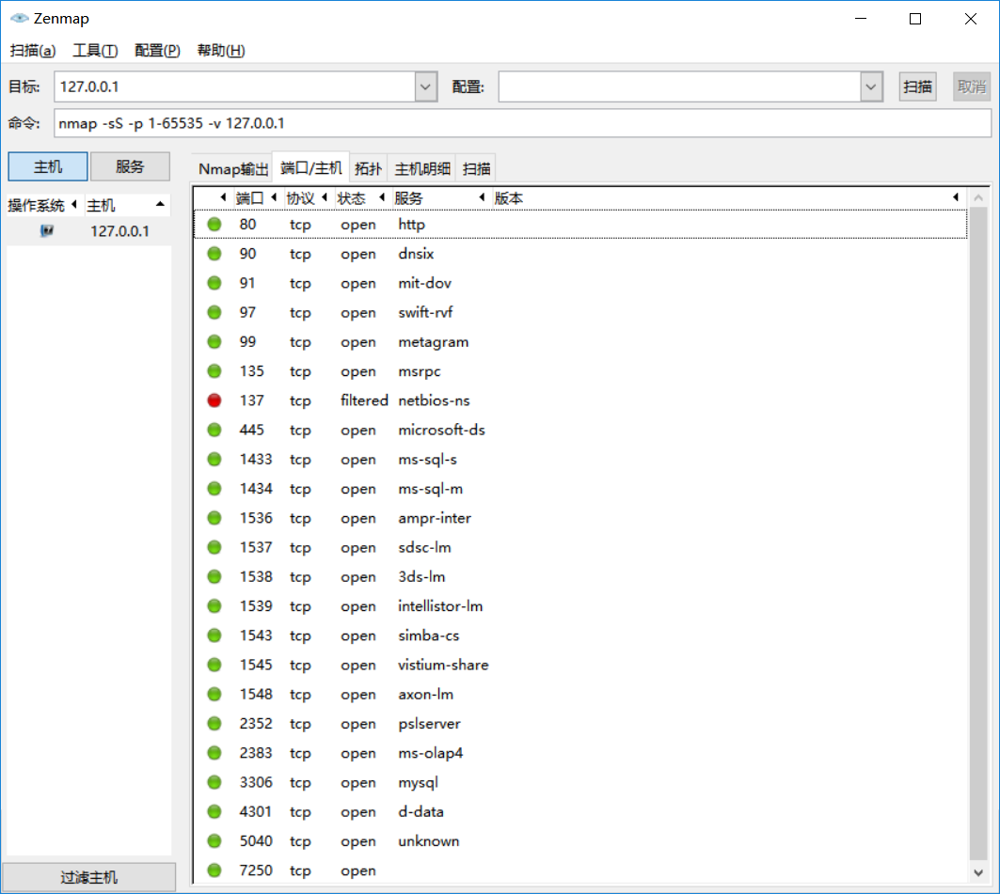 Zenmap
扫描(a) 工具(T) 配置(P) 帮助(H)
目标: 127.0.0.1 配置: 扫描 取消
命令: nmap -sS -p 1-65535 -v 127.0.0.1
主机 服务
Nmap输出 端口/主机 拓扑 主机明细 扫描
操作系统 主机
127.0.0.1
过滤主机
端口 协议 状态 服务 版本
80 tcp open http
90 tcp open dnsix
91 tcp open mit-dov
97 tcp open swift-rvf
99 tcp open metagram
135 tcp open msrpc
137 tcp filtered netbios-ns
445 tcp open microsoft-ds
1433 tcp open ms-sql-s
1434 tcp open ms-sql-m
1536 tcp open ampr-inter
1537 tcp open sdsc-lm
1538 tcp open 3ds-lm
1539 tcp open intellistor-lm
1543 tcp open simba-cs
1545 tcp open vistium-share
1548 tcp open axon-lm
2352 tcp open pslserver
2383 tcp open ms-olap4
3306 tcp open mysql
4301 tcp open d-data
5040 tcp open unknown
7250 tcp open